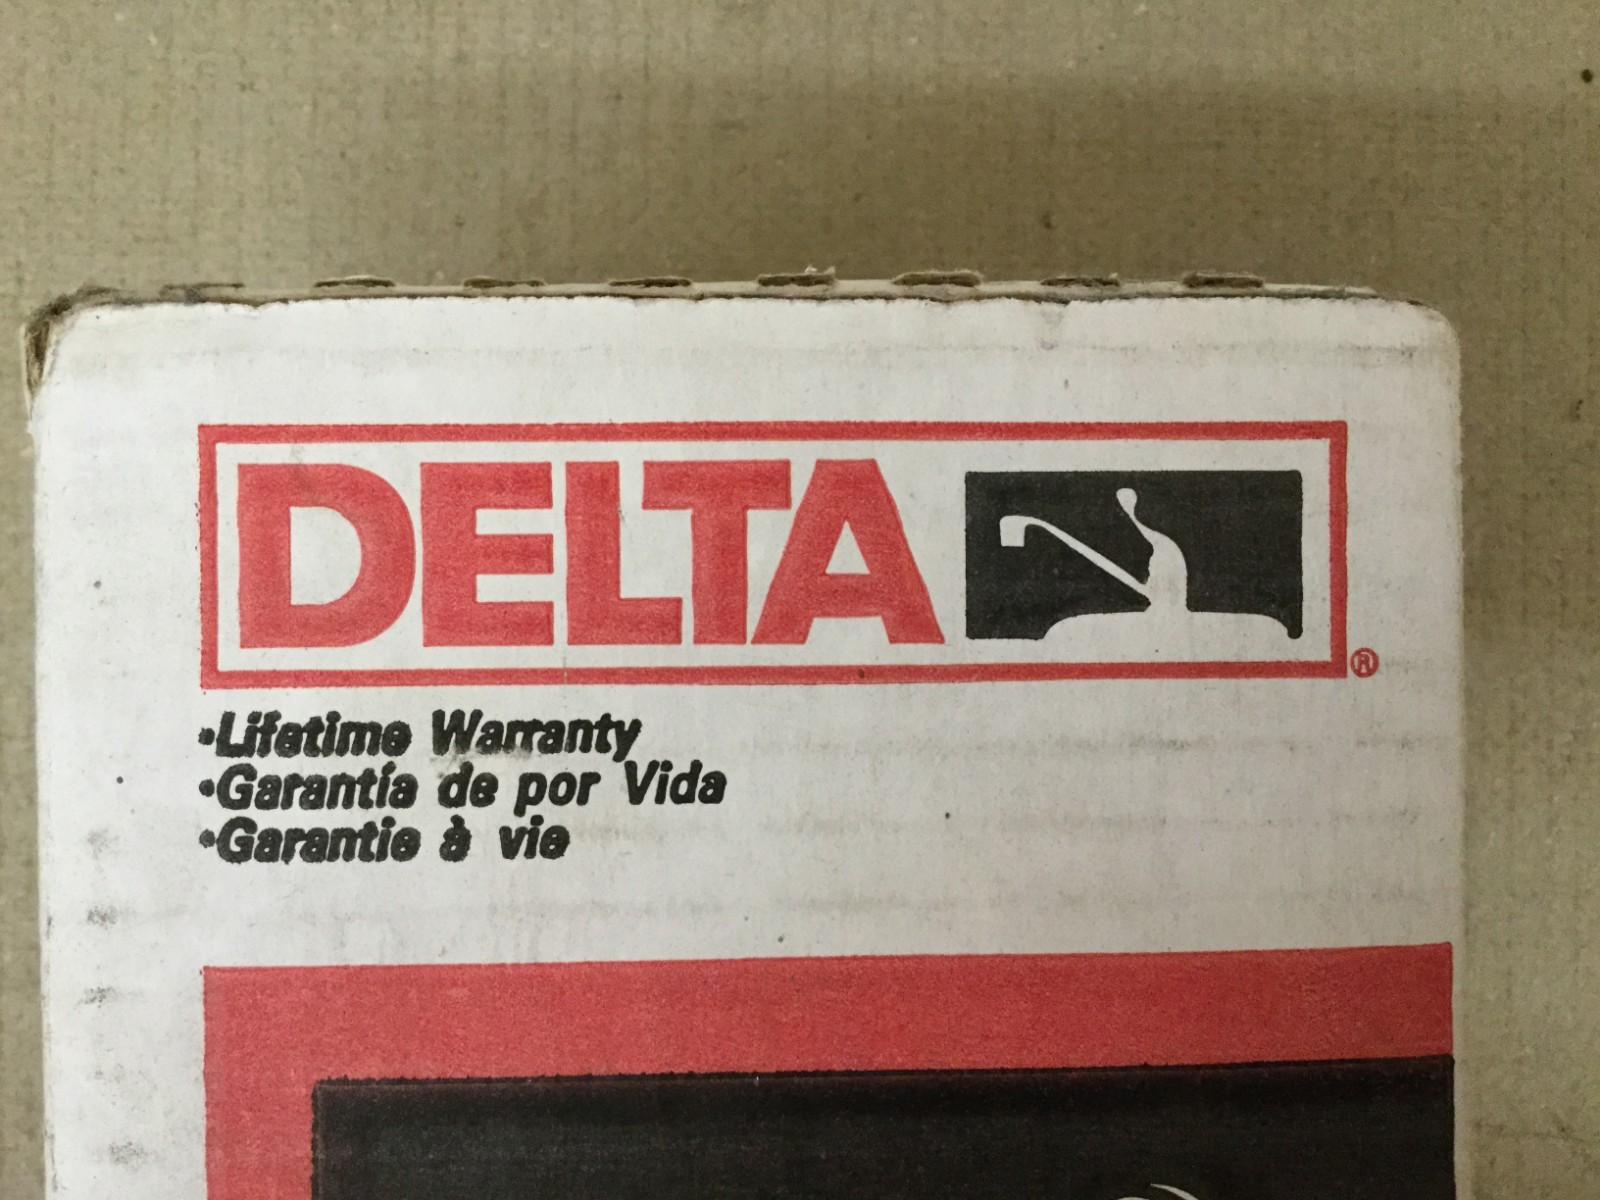 DELTA
®
•Lifetime Warranty
•Garantía de por Vida
•Garantie à vie